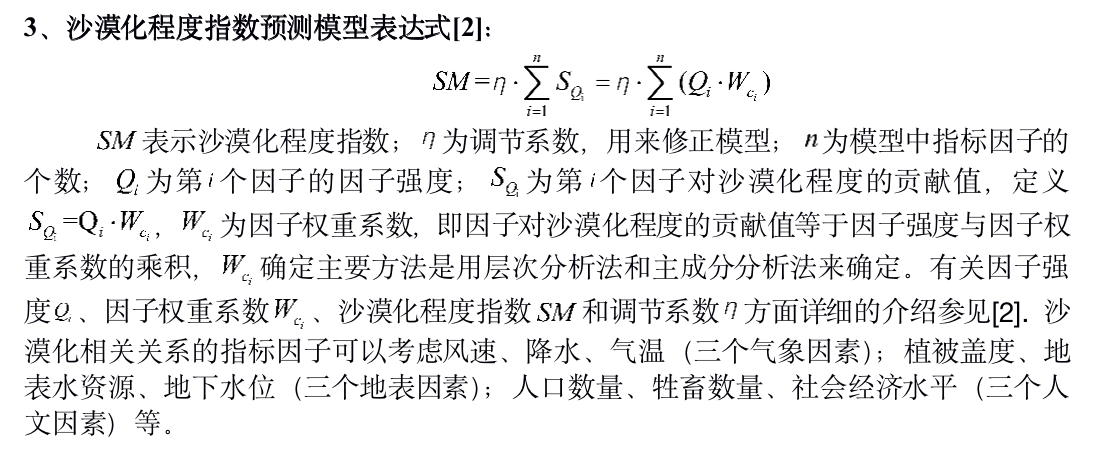 3、沙漠化程度指数预测模型表达式[2]：
SM=η·∑_{i=1}^{n} S_{Q_i} = η·∑_{i=1}^{n} (Q_i·W_{c_i})
SM 表示沙漠化程度指数；η 为调节系数，用来修正模型；n 为模型中指标因子的
个数；Q_i 为第 i 个因子的因子强度；S_{Q_i} 为第 i 个因子对沙漠化程度的贡献值，定义
S_{Q_i}=Q_i·W_{c_i}，W_{c_i} 为因子权重系数，即因子对沙漠化程度的贡献值等于因子强度与因子权
重系数的乘积，W_{c_i} 确定主要方法是用层次分析法和主成分分析法来确定。有关因子强
度 Q_i、因子权重系数 W_{c_i}、沙漠化程度指数 SM 和调节系数 η 方面详细的介绍参见[2]. 沙
漠化相关关系的指标因子可以考虑风速、降水、气温（三个气象因素）；植被盖度、地
表水资源、地下水位（三个地表因素）；人口数量、牲畜数量、社会经济水平（三个人
文因素）等。